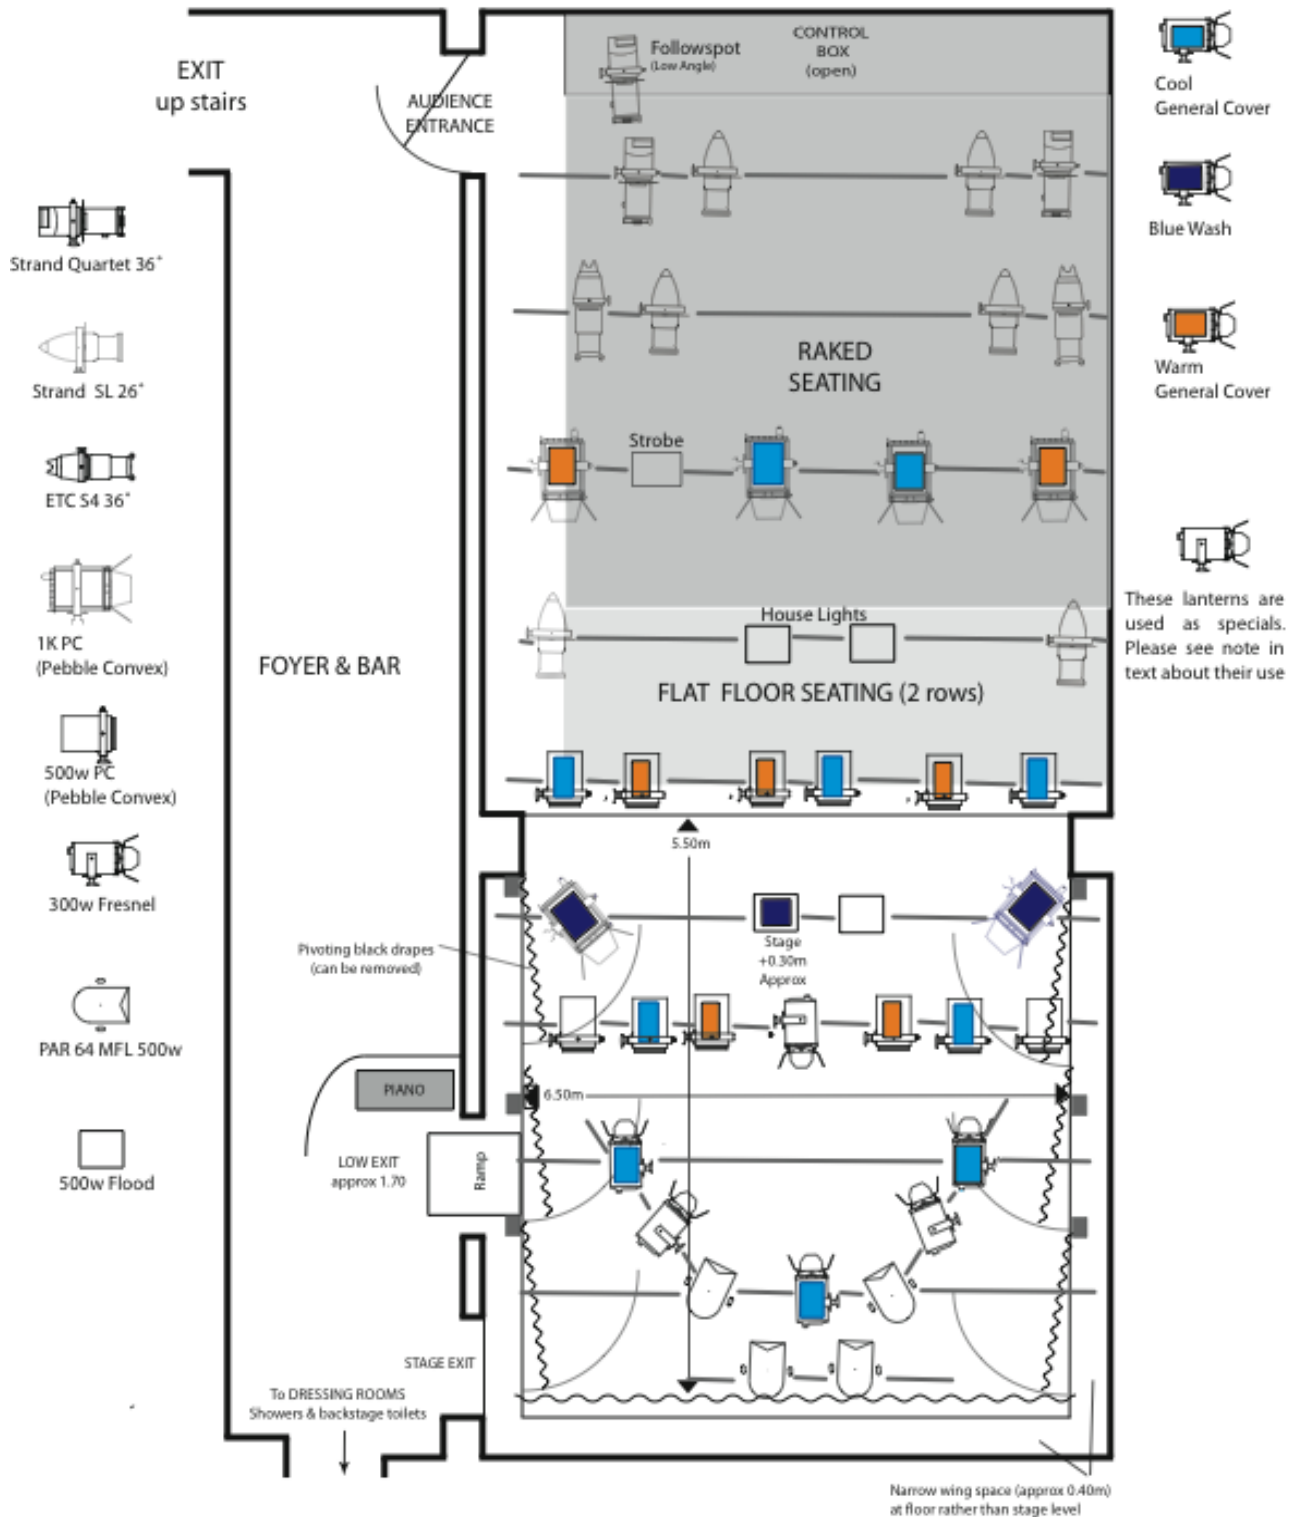 EXIT
up stairs
AUDIENCE
ENTRANCE
Followspot
(Low Angle)
CONTROL
BOX
(open)
Cool
General Cover
Blue Wash
Warm
General Cover
These lanterns are
used as specials.
Please see note in
text about their use
Strand Quartet 36°
Strand SL 26°
ETC S4 36°
1K PC
(Pebble Convex)
500w PC
(Pebble Convex)
300w Fresnel
PAR 64 MFL 500w
500w Flood
RAKED
SEATING
Strobe
House Lights
FLAT FLOOR SEATING (2 rows)
FOYER & BAR
5.50m
Pivoting black drapes
(can be removed)
Stage
+0.30m
Approx
PIANO
6.50m
LOW EXIT
approx 1.70
Ramp
STAGE EXIT
To DRESSING ROOMS
Showers & backstage toilets
Narrow wing space (approx 0.40m)
at floor rather than stage level